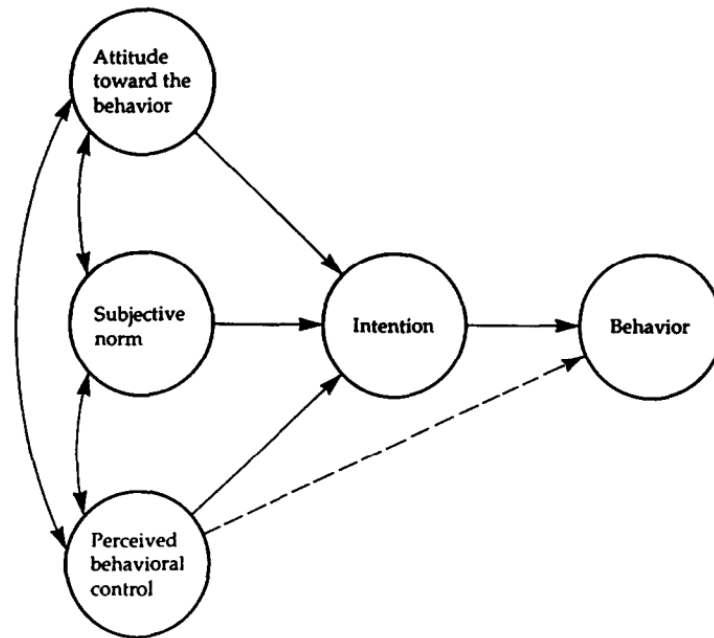 Attitude
toward the
behavior
Subjective
norm
Intention
Behavior
Perceived
behavioral
control